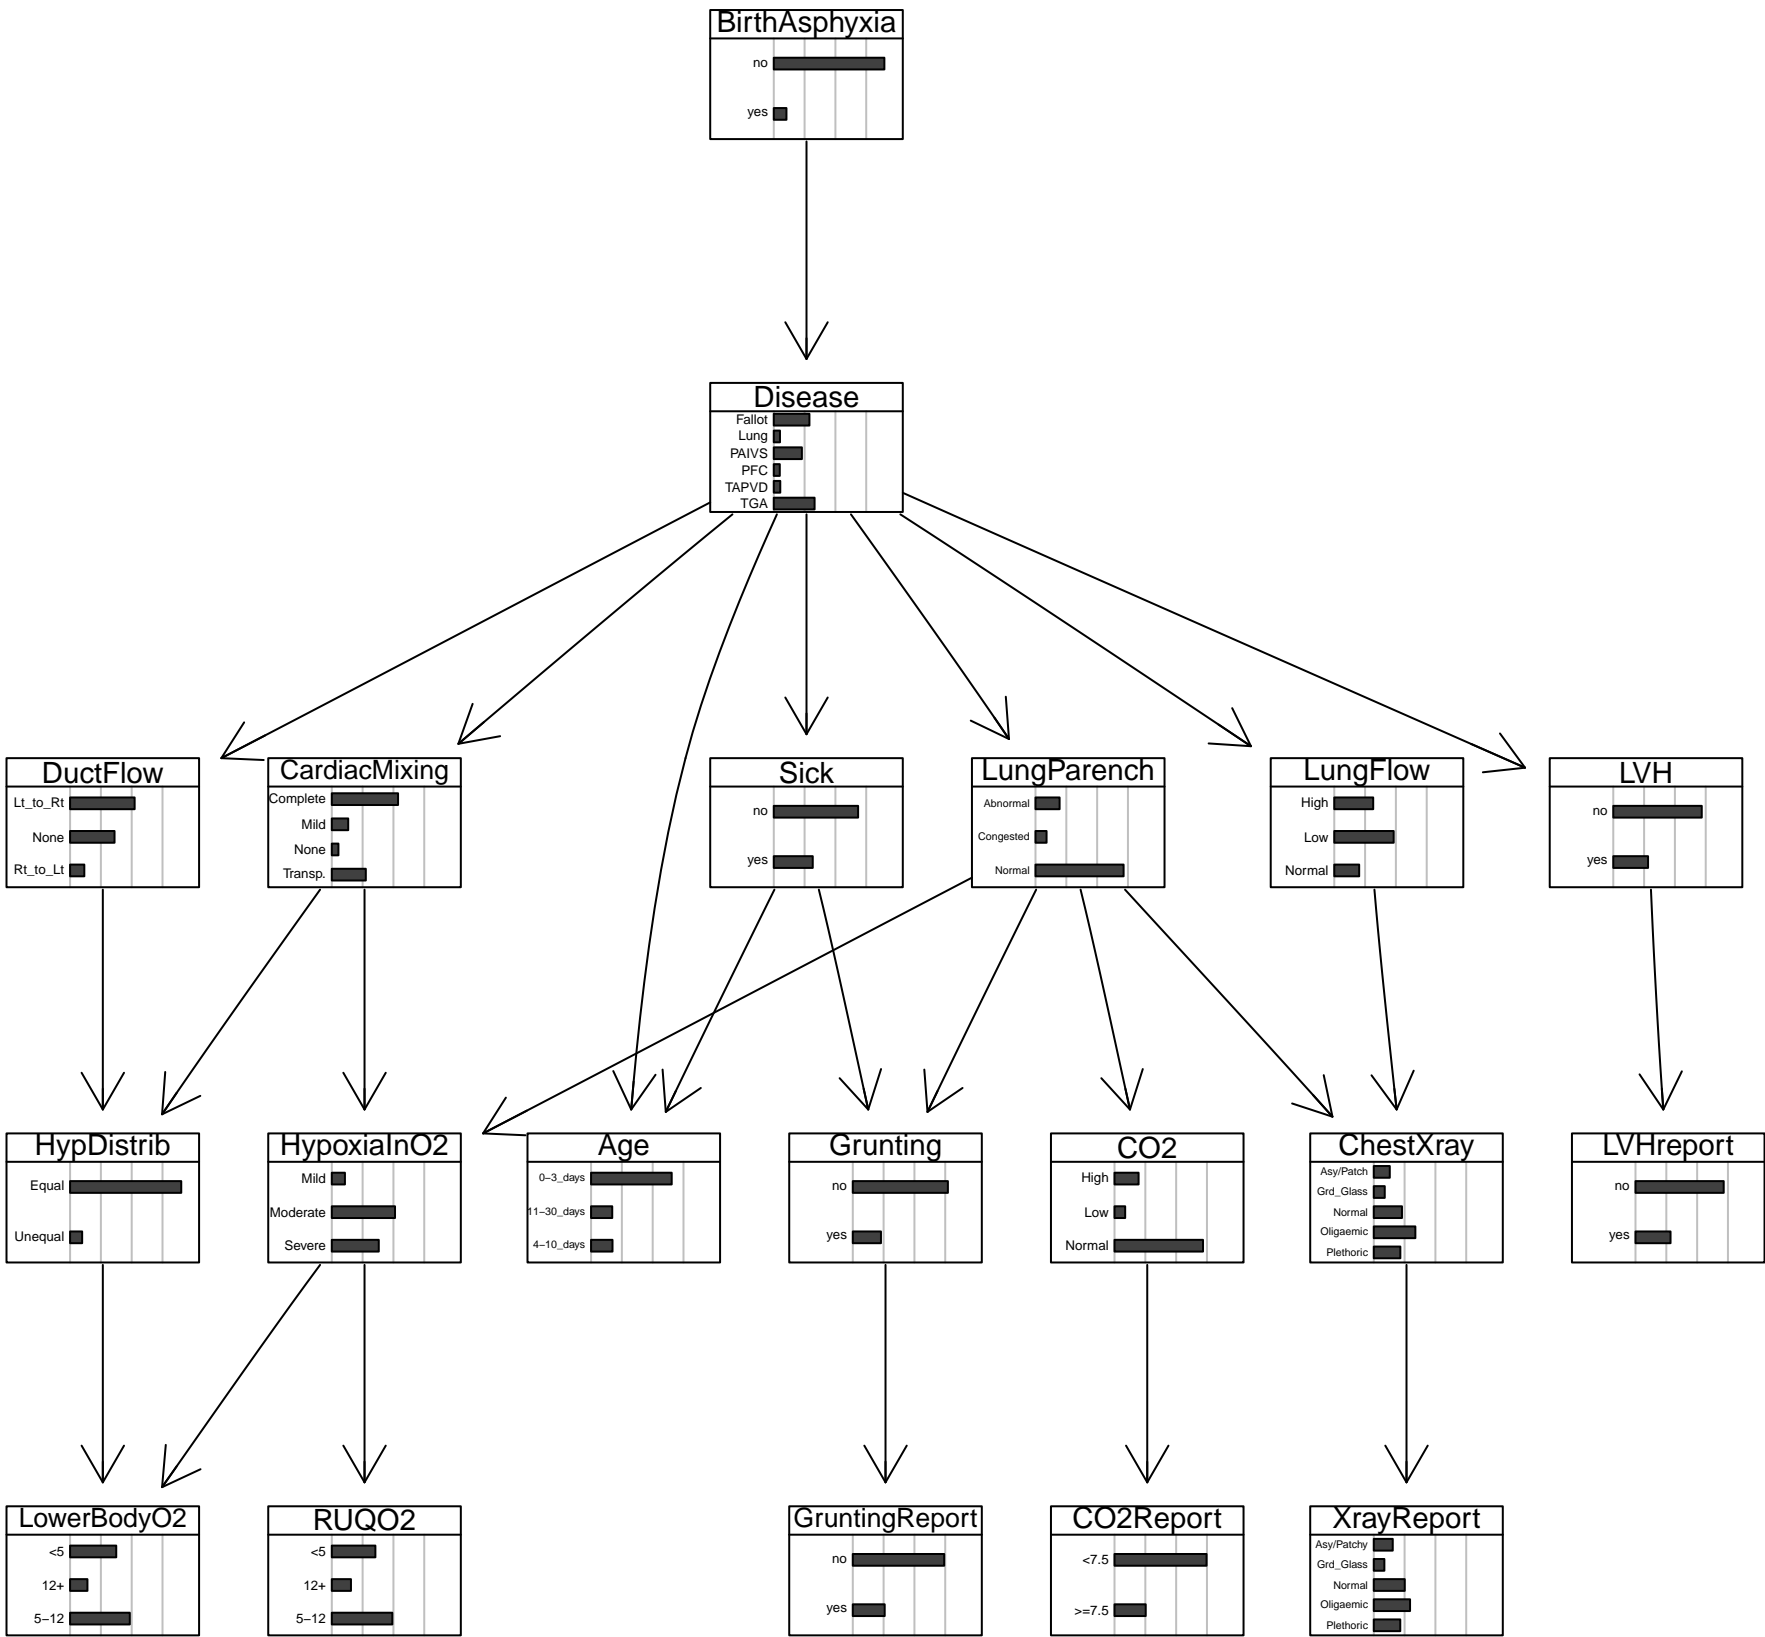 BirthAsphyxia
no
yes
Disease
Fallot
Lung
PAIVS
PFC
TAPVD
TGA
DuctFlow
Lt_to_Rt
None
Rt_to_Lt
CardiacMixing
Complete
Mild
None
Transp.
Sick
no
yes
LungParench
Abnormal
Congested
Normal
LungFlow
High
Low
Normal
LVH
no
yes
HypDistrib
Equal
Unequal
HypoxiaInO2
Mild
Moderate
Severe
Age
0−3_days
11−30_days
4−10_days
Grunting
no
yes
CO2
High
Low
Normal
ChestXray
Asy/Patch
Grd_Glass
Normal
Oligaemic
Plethoric
LVHreport
no
yes
LowerBodyO2
<5
12+
5−12
RUQO2
<5
12+
5−12
GruntingReport
no
yes
CO2Report
<7.5
>=7.5
XrayReport
Asy/Patchy
Grd_Glass
Normal
Oligaemic
Plethoric